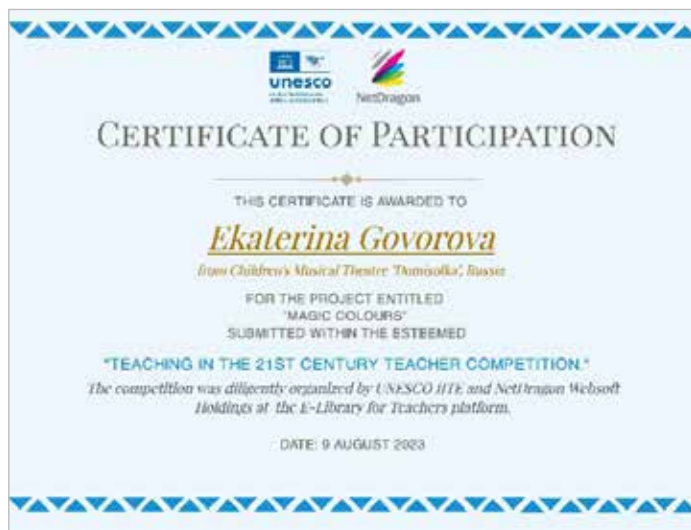 unesco
NetDragon
CERTIFICATE OF PARTICIPATION
THIS CERTIFICATE IS AWARDED TO
Ekaterina Govorova
from Children's Musical Theatre "Domisolka", Russia
FOR THE PROJECT ENTITLED
"MAGIC COLOURS"
SUBMITTED WITHIN THE ESTEEMED
"TEACHING IN THE 21ST CENTURY TEACHER COMPETITION."
The competition was diligently organized by UNESCO IITE and NetDragon Websoft
Holdings at the E-Library for Teachers platform.
DATE: 9 AUGUST 2023